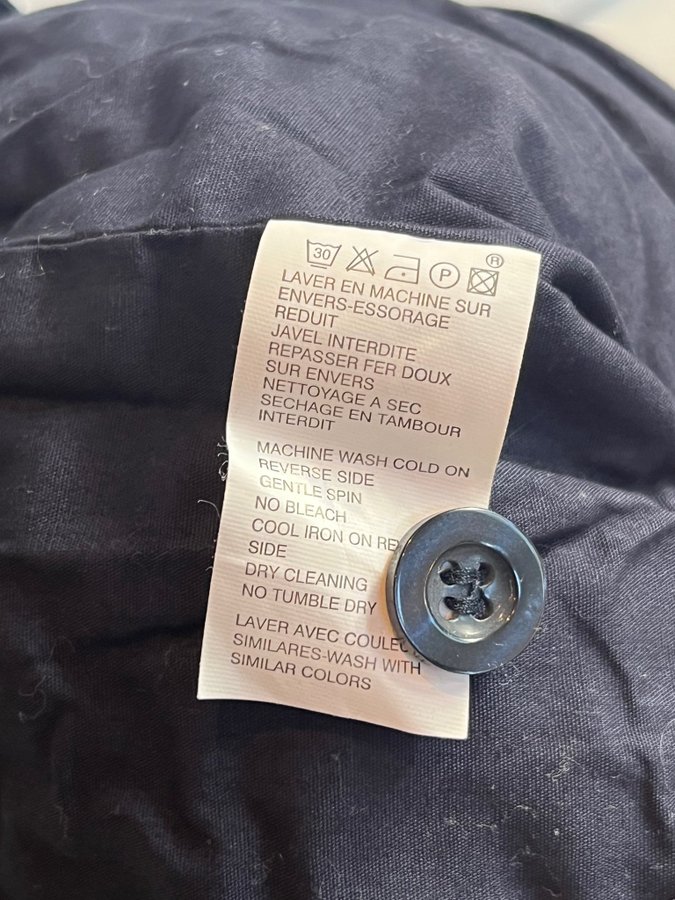 30 P ®
LAVER EN MACHINE SUR
ENVERS-ESSORAGE
REDUIT
JAVEL INTERDITE
REPASSER FER DOUX
SUR ENVERS
NETTOYAGE A SEC
SECHAGE EN TAMBOUR
INTERDIT
MACHINE WASH COLD ON
REVERSE SIDE
GENTLE SPIN
NO BLEACH
COOL IRON ON
SIDE
DRY CLEANING
NO TUMBLE DRY
LAVER AVEC
SIMILARES-WASH WITH
SIMILAR COLORS